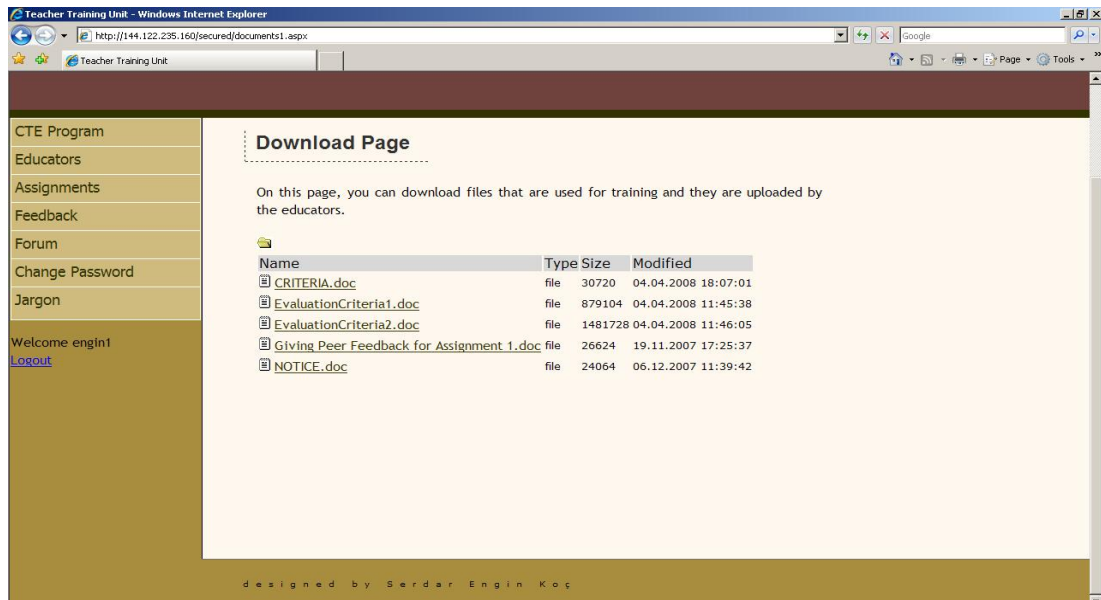 Teacher Training Unit - Windows Internet Explorer
http://144.122.235.160/secured/documents1.aspx
Google
Teacher Training Unit
Page
Tools
CTE Program
Educators
Assignments
Feedback
Forum
Change Password
Jargon
Welcome engin1
Logout
Download Page
On this page, you can download files that are used for training and they are uploaded by
the educators.
Name Type Size Modified
CRITERIA.doc file 30720 04.04.2008 18:07:01
EvaluationCriteria1.doc file 879104 04.04.2008 11:45:38
EvaluationCriteria2.doc file 1481728 04.04.2008 11:46:05
Giving Peer Feedback for Assignment 1.doc file 26624 19.11.2007 17:25:37
NOTICE.doc file 24064 06.12.2007 11:39:42
designed by Serdar Engin Koç